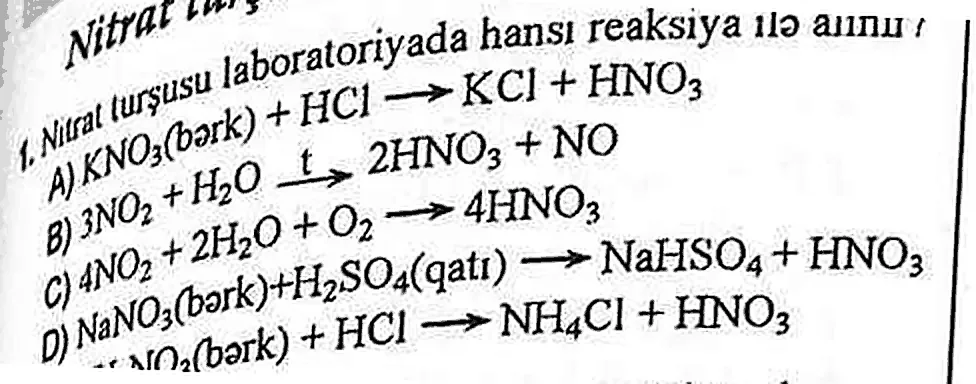 Nitrat
1. Nitrat turşusu laboratoriyada hansı reaksiya ilə alınır?
A) KNO₃(bərk) + HCl ⟶ KCl + HNO₃
B) 3NO₂ + H₂O —t→ 2HNO₃ + NO
C) 4NO₂ + 2H₂O + O₂ ⟶ 4HNO₃
D) NaNO₃(bərk)+H₂SO₄(qatı) ⟶ NaHSO₄ + HNO₃
NO₃(bərk) + HCl ⟶ NH₄Cl + HNO₃